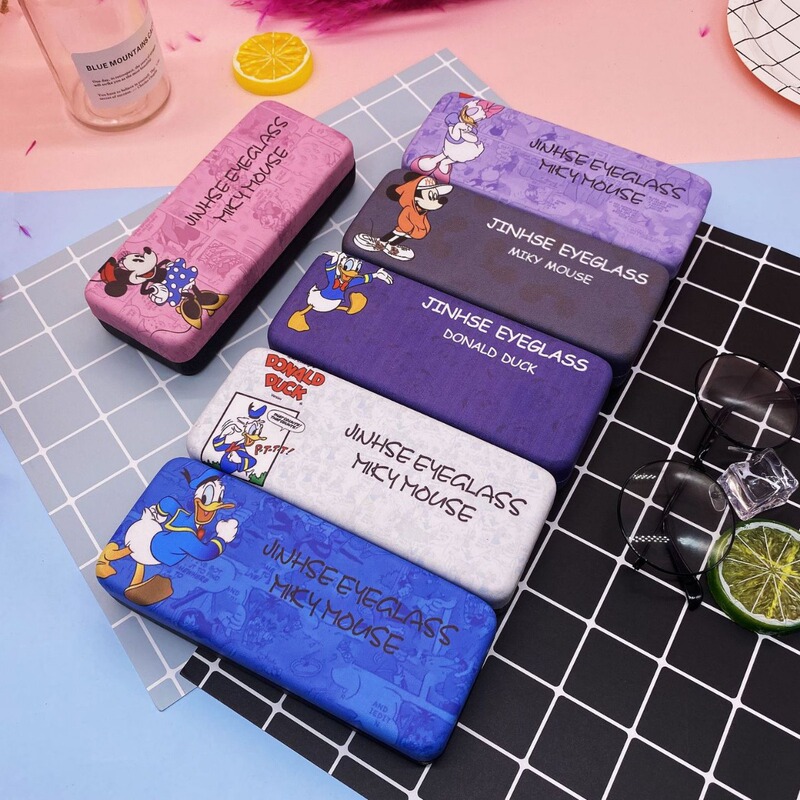 BLUE MOUNTAINS
JINHSE EYEGLASS
MIKY MOUSE
JINHSE EYEGLASS
MIKY MOUSE
JINHSE EYEGLASS
MIKY MOUSE
JINHSE EYEGLASS
DONALD DUCK
DONALD
DUCK
P.T.T.T!
JINHSE EYEGLASS
MIKY MOUSE
JINHSE EYEGLASS
MIKY MOUSE
AND